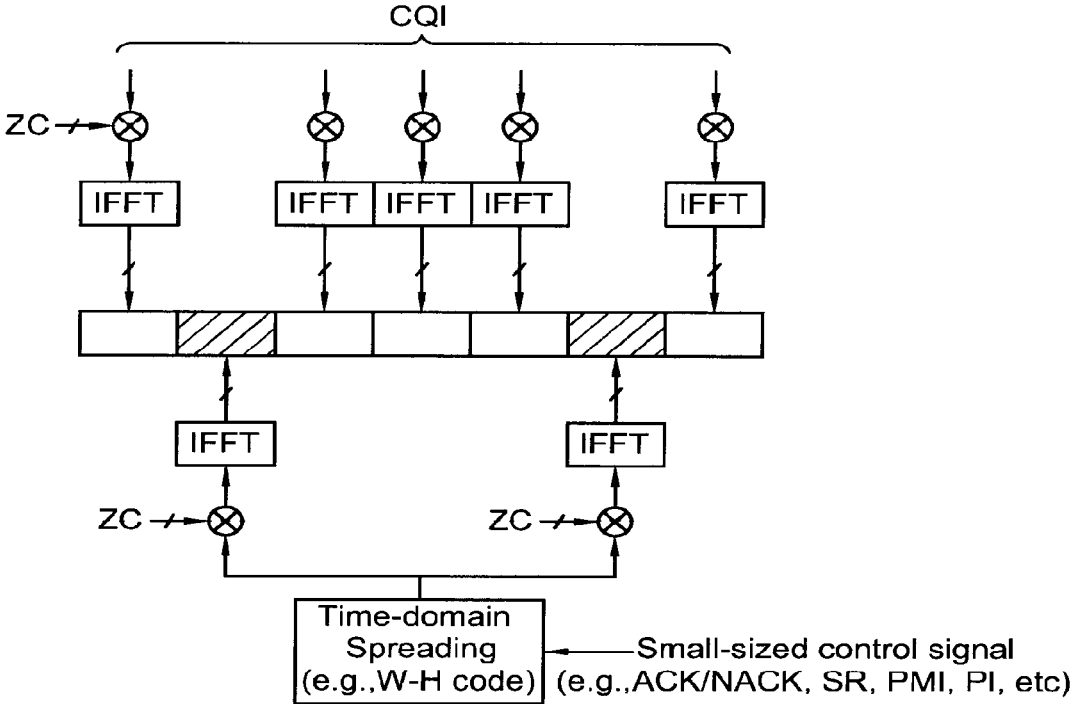 CQI
ZC
IFFT IFFT IFFT IFFT IFFT
IFFT IFFT
ZC ZC
Time-domain
Spreading
(e.g.,W-H code)
Small-sized control signal
(e.g.,ACK/NACK, SR, PMI, PI, etc)